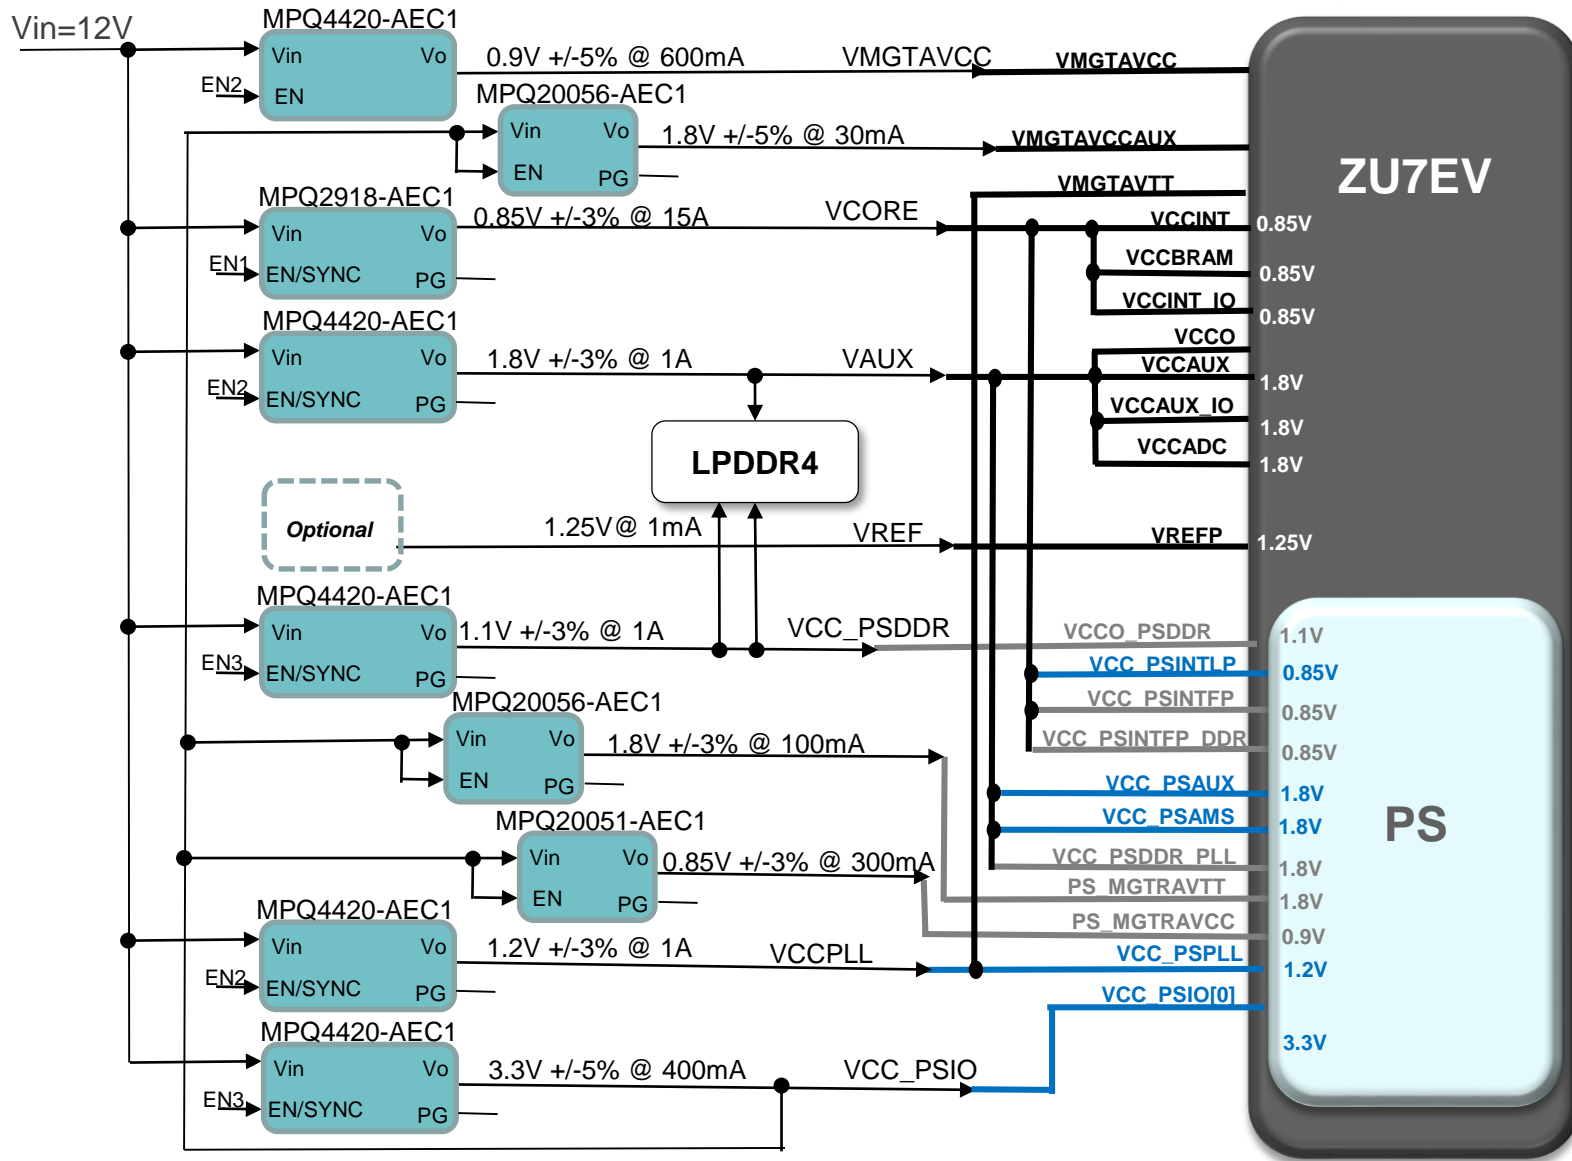 Vin=12V
MPQ4420-AEC1
Vin Vo
EN2 EN
0.9V +/-5% @ 600mA VMGTAVCC VMGTAVCC
MPQ20056-AEC1
Vin Vo
EN PG
1.8V +/-5% @ 30mA VMGTAVCCAUX
ZU7EV
VMGTAVTT
MPQ2918-AEC1
Vin Vo
EN1 EN/SYNC PG
0.85V +/-3% @ 15A VCORE VCCINT 0.85V
VCCBRAM 0.85V
VCCINT_IO 0.85V
MPQ4420-AEC1
Vin Vo
EN2 EN/SYNC PG
1.8V +/-3% @ 1A VAUX
VCCO
VCCAUX 1.8V
VCCAUX_IO 1.8V
VCCADC 1.8V
LPDDR4
Optional
1.25V@ 1mA VREF VREFP 1.25V
MPQ4420-AEC1
Vin Vo
EN3 EN/SYNC PG
1.1V +/-3% @ 1A VCC_PSDDR VCCO_PSDDR 1.1V
VCC_PSINTLP 0.85V
VCC_PSINTFP 0.85V
VCC_PSINTFP_DDR 0.85V
MPQ20056-AEC1
Vin Vo
EN PG
1.8V +/-3% @ 100mA
VCC_PSAUX 1.8V
VCC_PSAMS 1.8V
PS
MPQ20051-AEC1
Vin Vo
EN PG
0.85V +/-3% @ 300mA
VCC_PSDDR_PLL 1.8V
PS_MGTRAVTT 1.8V
PS_MGTRAVCC 0.9V
MPQ4420-AEC1
Vin Vo
EN2 EN/SYNC PG
1.2V +/-3% @ 1A VCCPLL VCC_PSPLL 1.2V
VCC_PSIO[0]
3.3V
MPQ4420-AEC1
Vin Vo
EN3 EN/SYNC PG
3.3V +/-5% @ 400mA VCC_PSIO